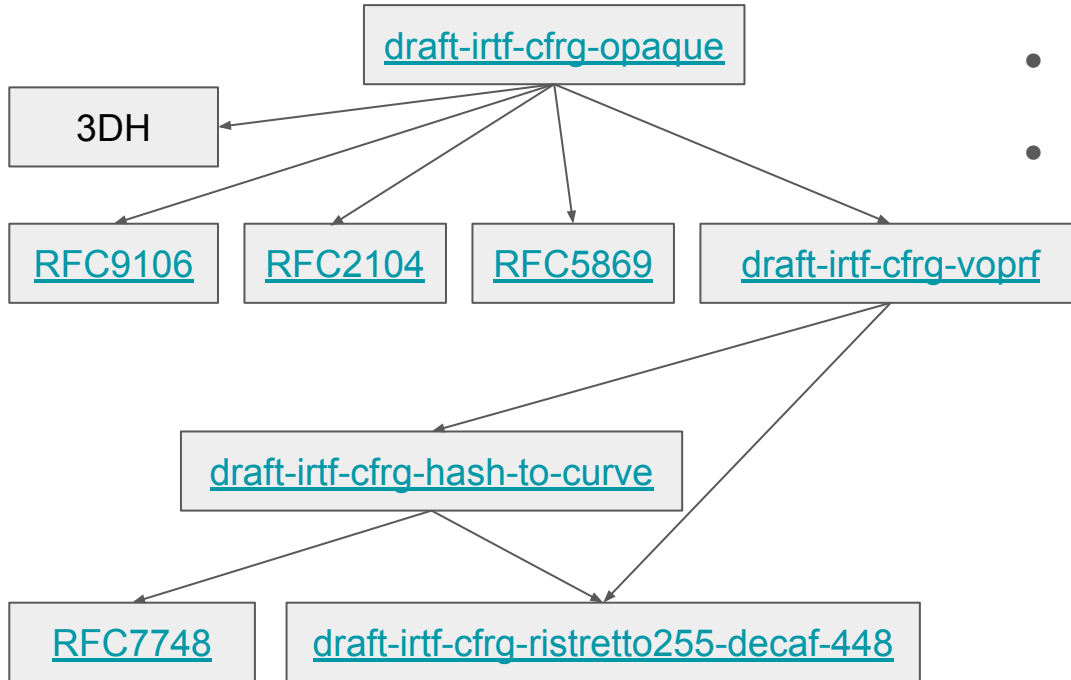 draft-irtf-cfrg-opaque
3DH
RFC9106
RFC2104
RFC5869
draft-irtf-cfrg-voprf
draft-irtf-cfrg-hash-to-curve
RFC7748
draft-irtf-cfrg-ristretto255-decaf-448